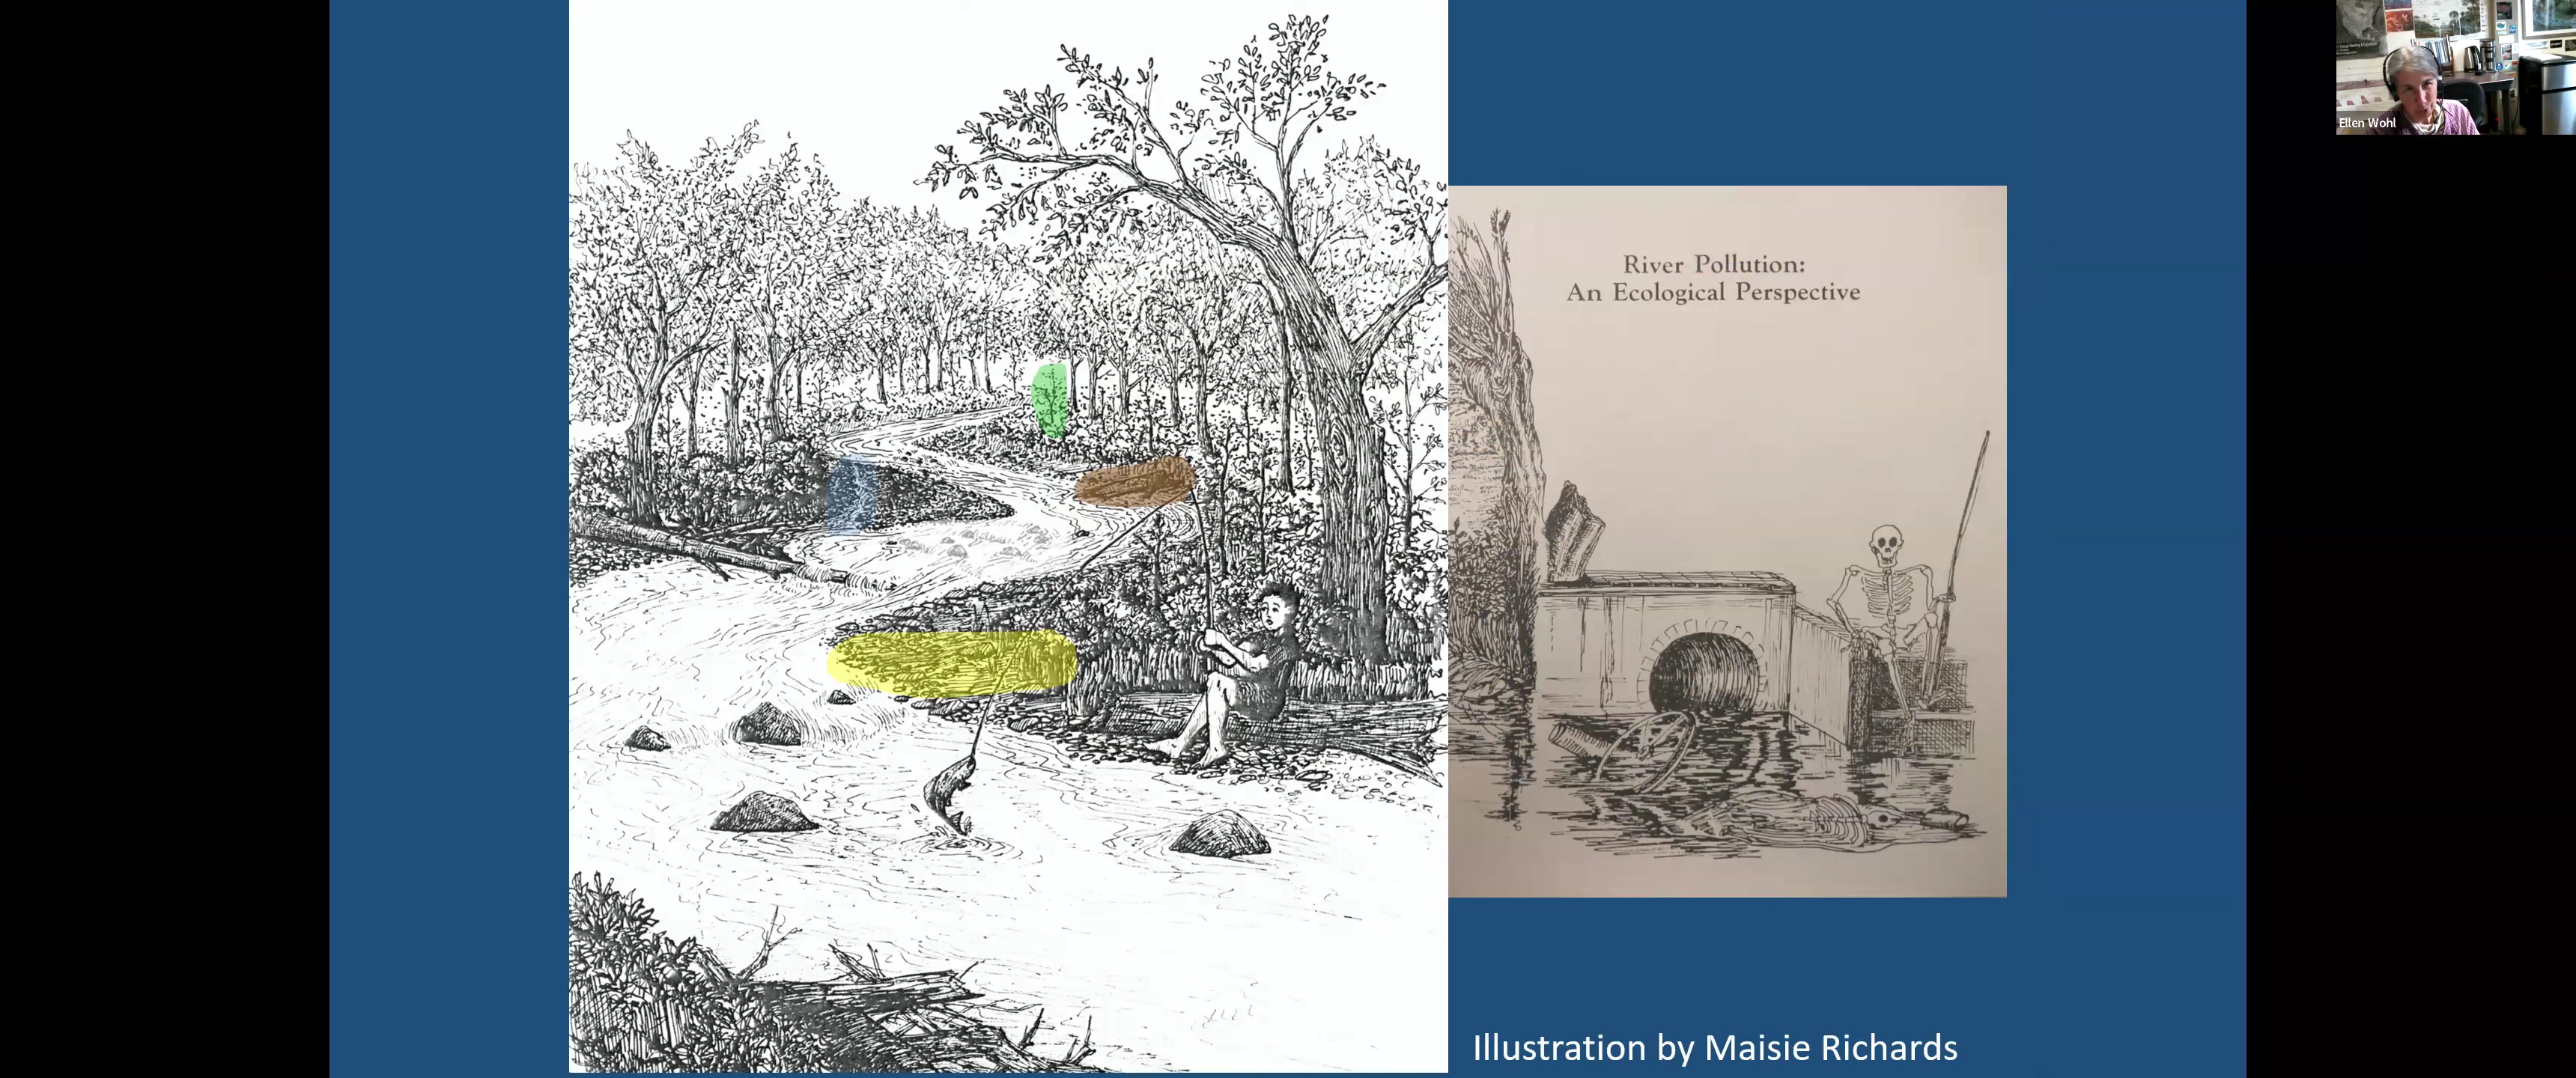 River Pollution:
An Ecological Perspective
Illustration by Maisie Richards
Ellen Wohl